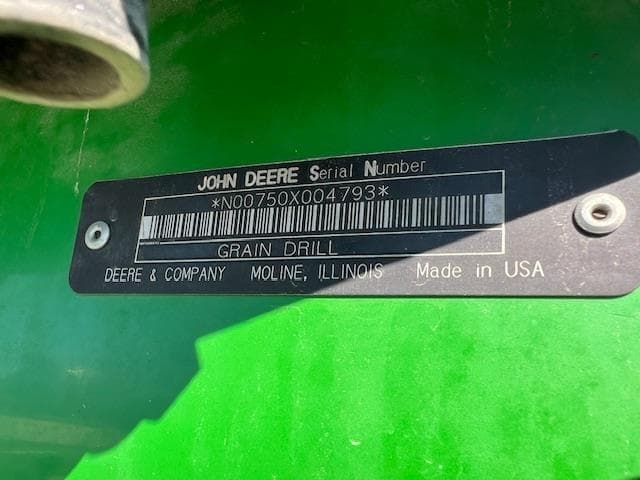 JOHN DEERE Serial Number
*N00750X004793*
GRAIN DRILL
DEERE & COMPANY MOLINE, ILLINOIS Made in USA